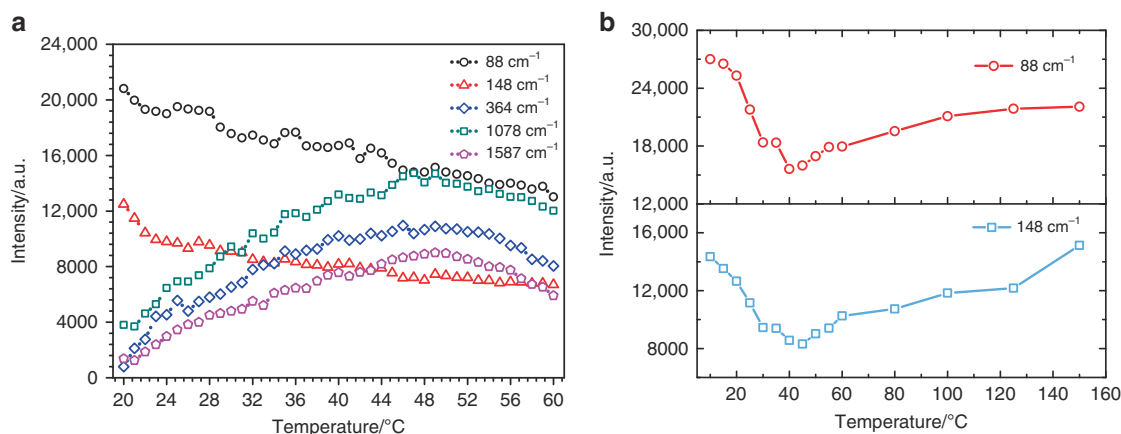 a
24,000
20,000
16,000
12,000
8000
4000
0
Intensity/a.u.
88 cm⁻¹
148 cm⁻¹
364 cm⁻¹
1078 cm⁻¹
1587 cm⁻¹
20 24 28 32 36 40 44 48 52 56 60
Temperature/°C
b
30,000
24,000
18,000
12,000
16,000
12,000
8000
Intensity/a.u.
88 cm⁻¹
148 cm⁻¹
20 40 60 80 100 120 140 160
Temperature/°C